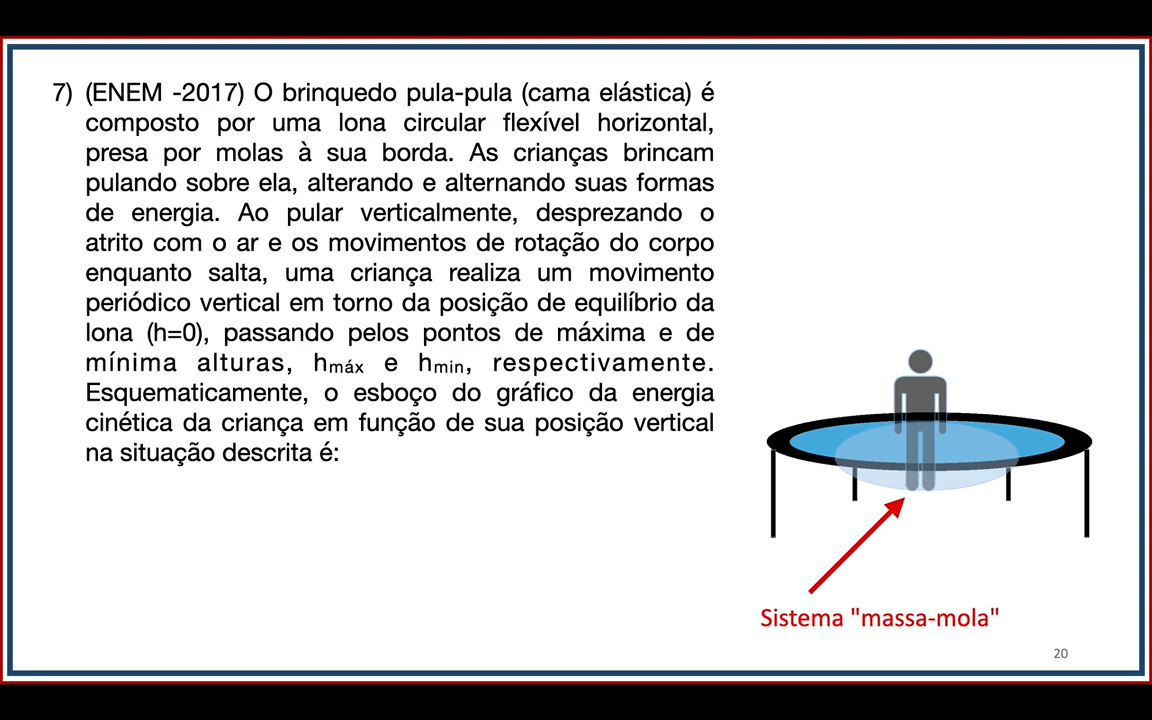 7) (ENEM -2017) O brinquedo pula-pula (cama elástica) é
composto por uma lona circular flexível horizontal,
presa por molas à sua borda. As crianças brincam
pulando sobre ela, alterando e alternando suas formas
de energia. Ao pular verticalmente, desprezando o
atrito com o ar e os movimentos de rotação do corpo
enquanto salta, uma criança realiza um movimento
periódico vertical em torno da posição de equilíbrio da
lona (h=0), passando pelos pontos de máxima e de
mínima alturas, hmáx e hmin, respectivamente.
Esquematicamente, o esboço do gráfico da energia
cinética da criança em função de sua posição vertical
na situação descrita é:
Sistema "massa-mola"
20